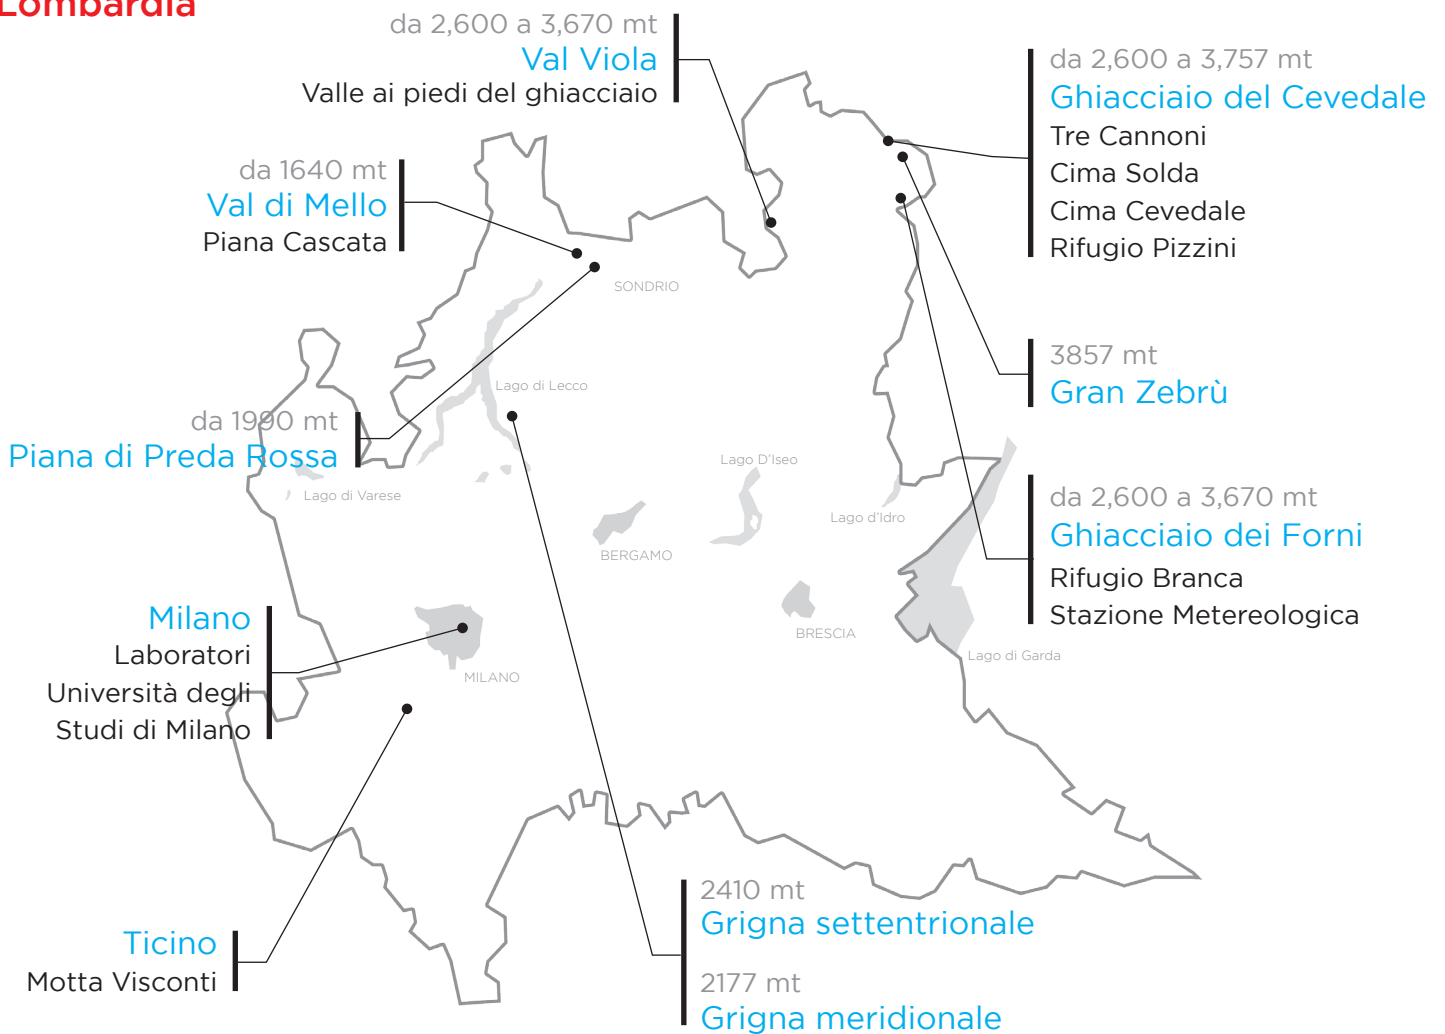 Lombardia
da 2,600 a 3,670 mt
Val Viola
Valle ai piedi del ghiacciaio
da 2,600 a 3,757 mt
Ghiacciaio del Cevedale
Tre Cannoni
Cima Solda
Cima Cevedale
Rifugio Pizzini
da 1640 mt
Val di Mello
Piana Cascata
SONDRIO
3857 mt
Gran Zebrù
Lago di Lecco
da 1990 mt
Piana di Preda Rossa
Lago di Varese
Lago D'Iseo
Lago d'Idro
BERGAMO
da 2,600 a 3,670 mt
Ghiacciaio dei Forni
Rifugio Branca
Stazione Metereologica
Milano
Laboratori
Università degli
Studi di Milano
MILANO
BRESCIA
Lago di Garda
Ticino
Motta Visconti
2410 mt
Grigna settentrionale
2177 mt
Grigna meridionale